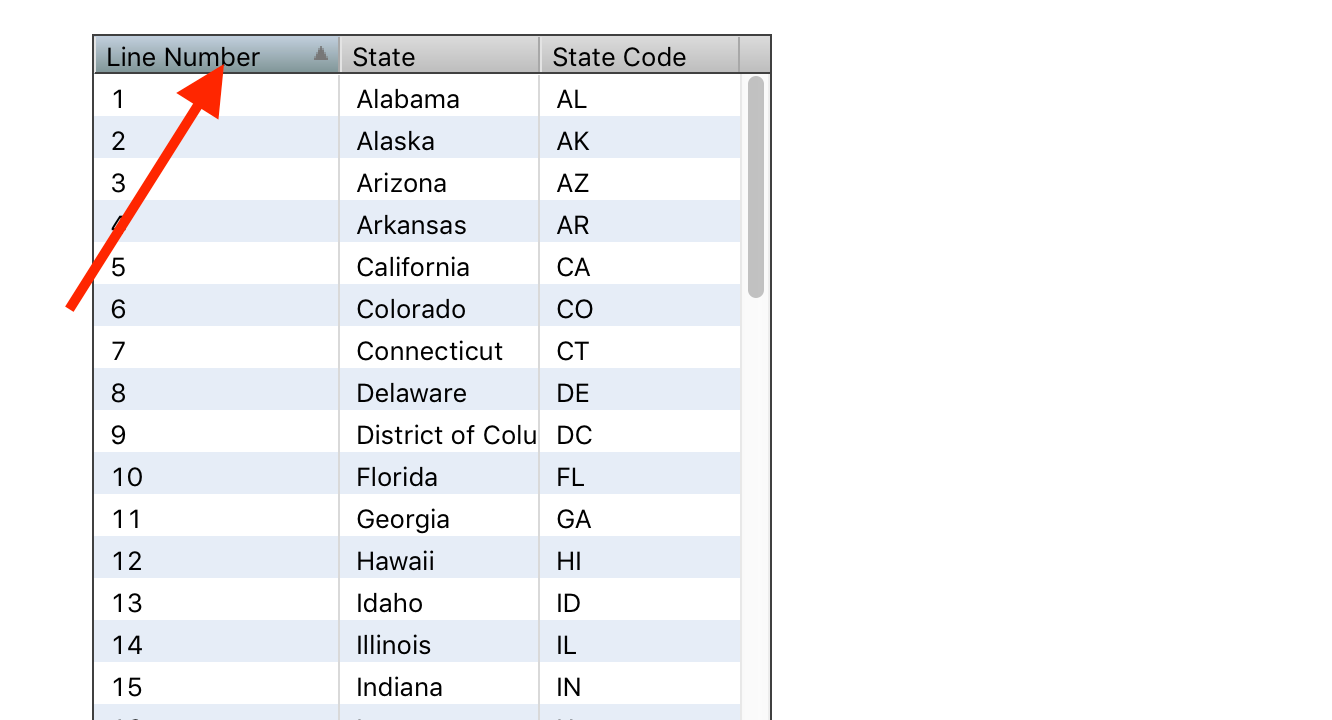 Line Number State State Code
1 Alabama AL
2 Alaska AK
3 Arizona AZ
4 Arkansas AR
5 California CA
6 Colorado CO
7 Connecticut CT
8 Delaware DE
9 District of Colu DC
10 Florida FL
11 Georgia GA
12 Hawaii HI
13 Idaho ID
14 Illinois IL
15 Indiana IN